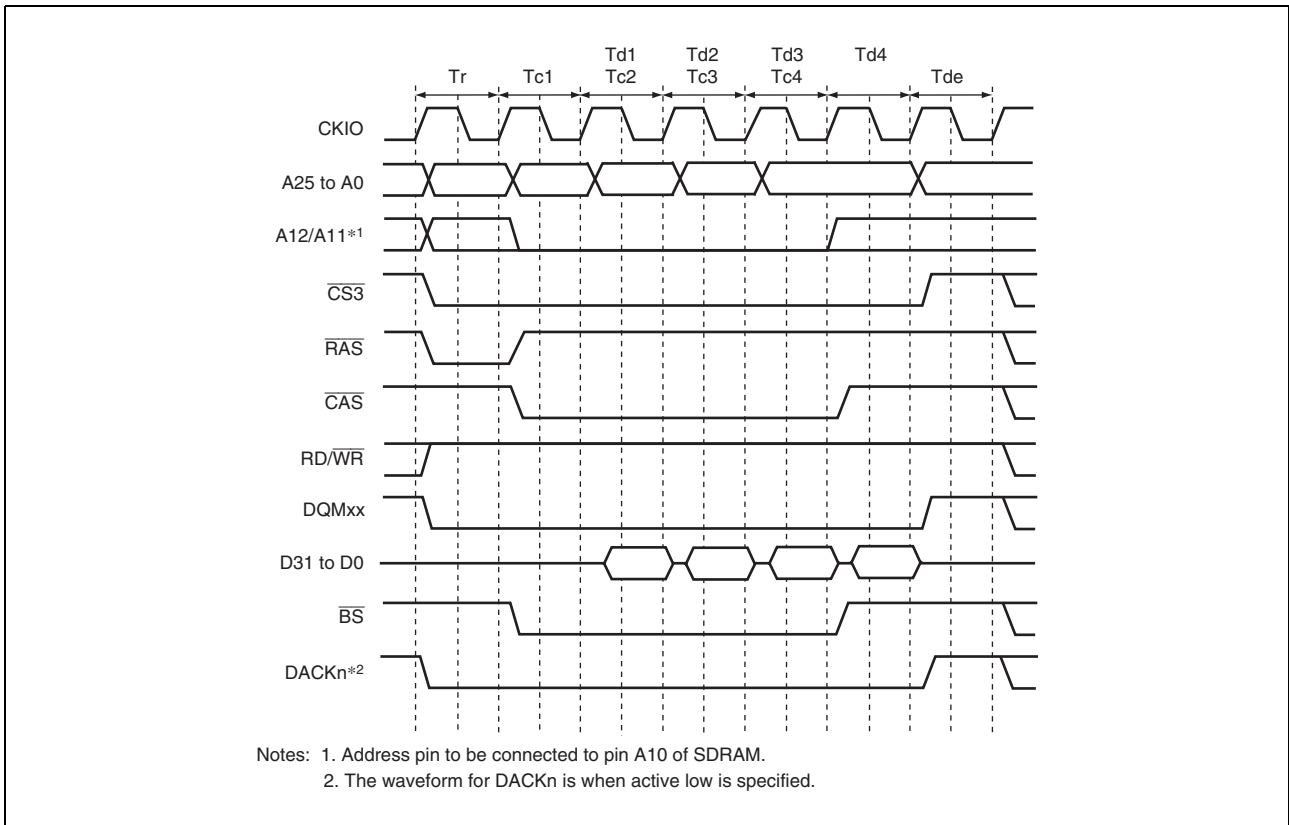 Td1 Td2 Td3 Td4
Tr Tc1 Tc2 Tc3 Tc4 Tde
CKIO
A25 to A0
A12/A11*1
CS3
RAS
CAS
RD/WR
DQMxx
D31 to D0
BS
DACKn*2
Notes: 1. Address pin to be connected to pin A10 of SDRAM.
2. The waveform for DACKn is when active low is specified.